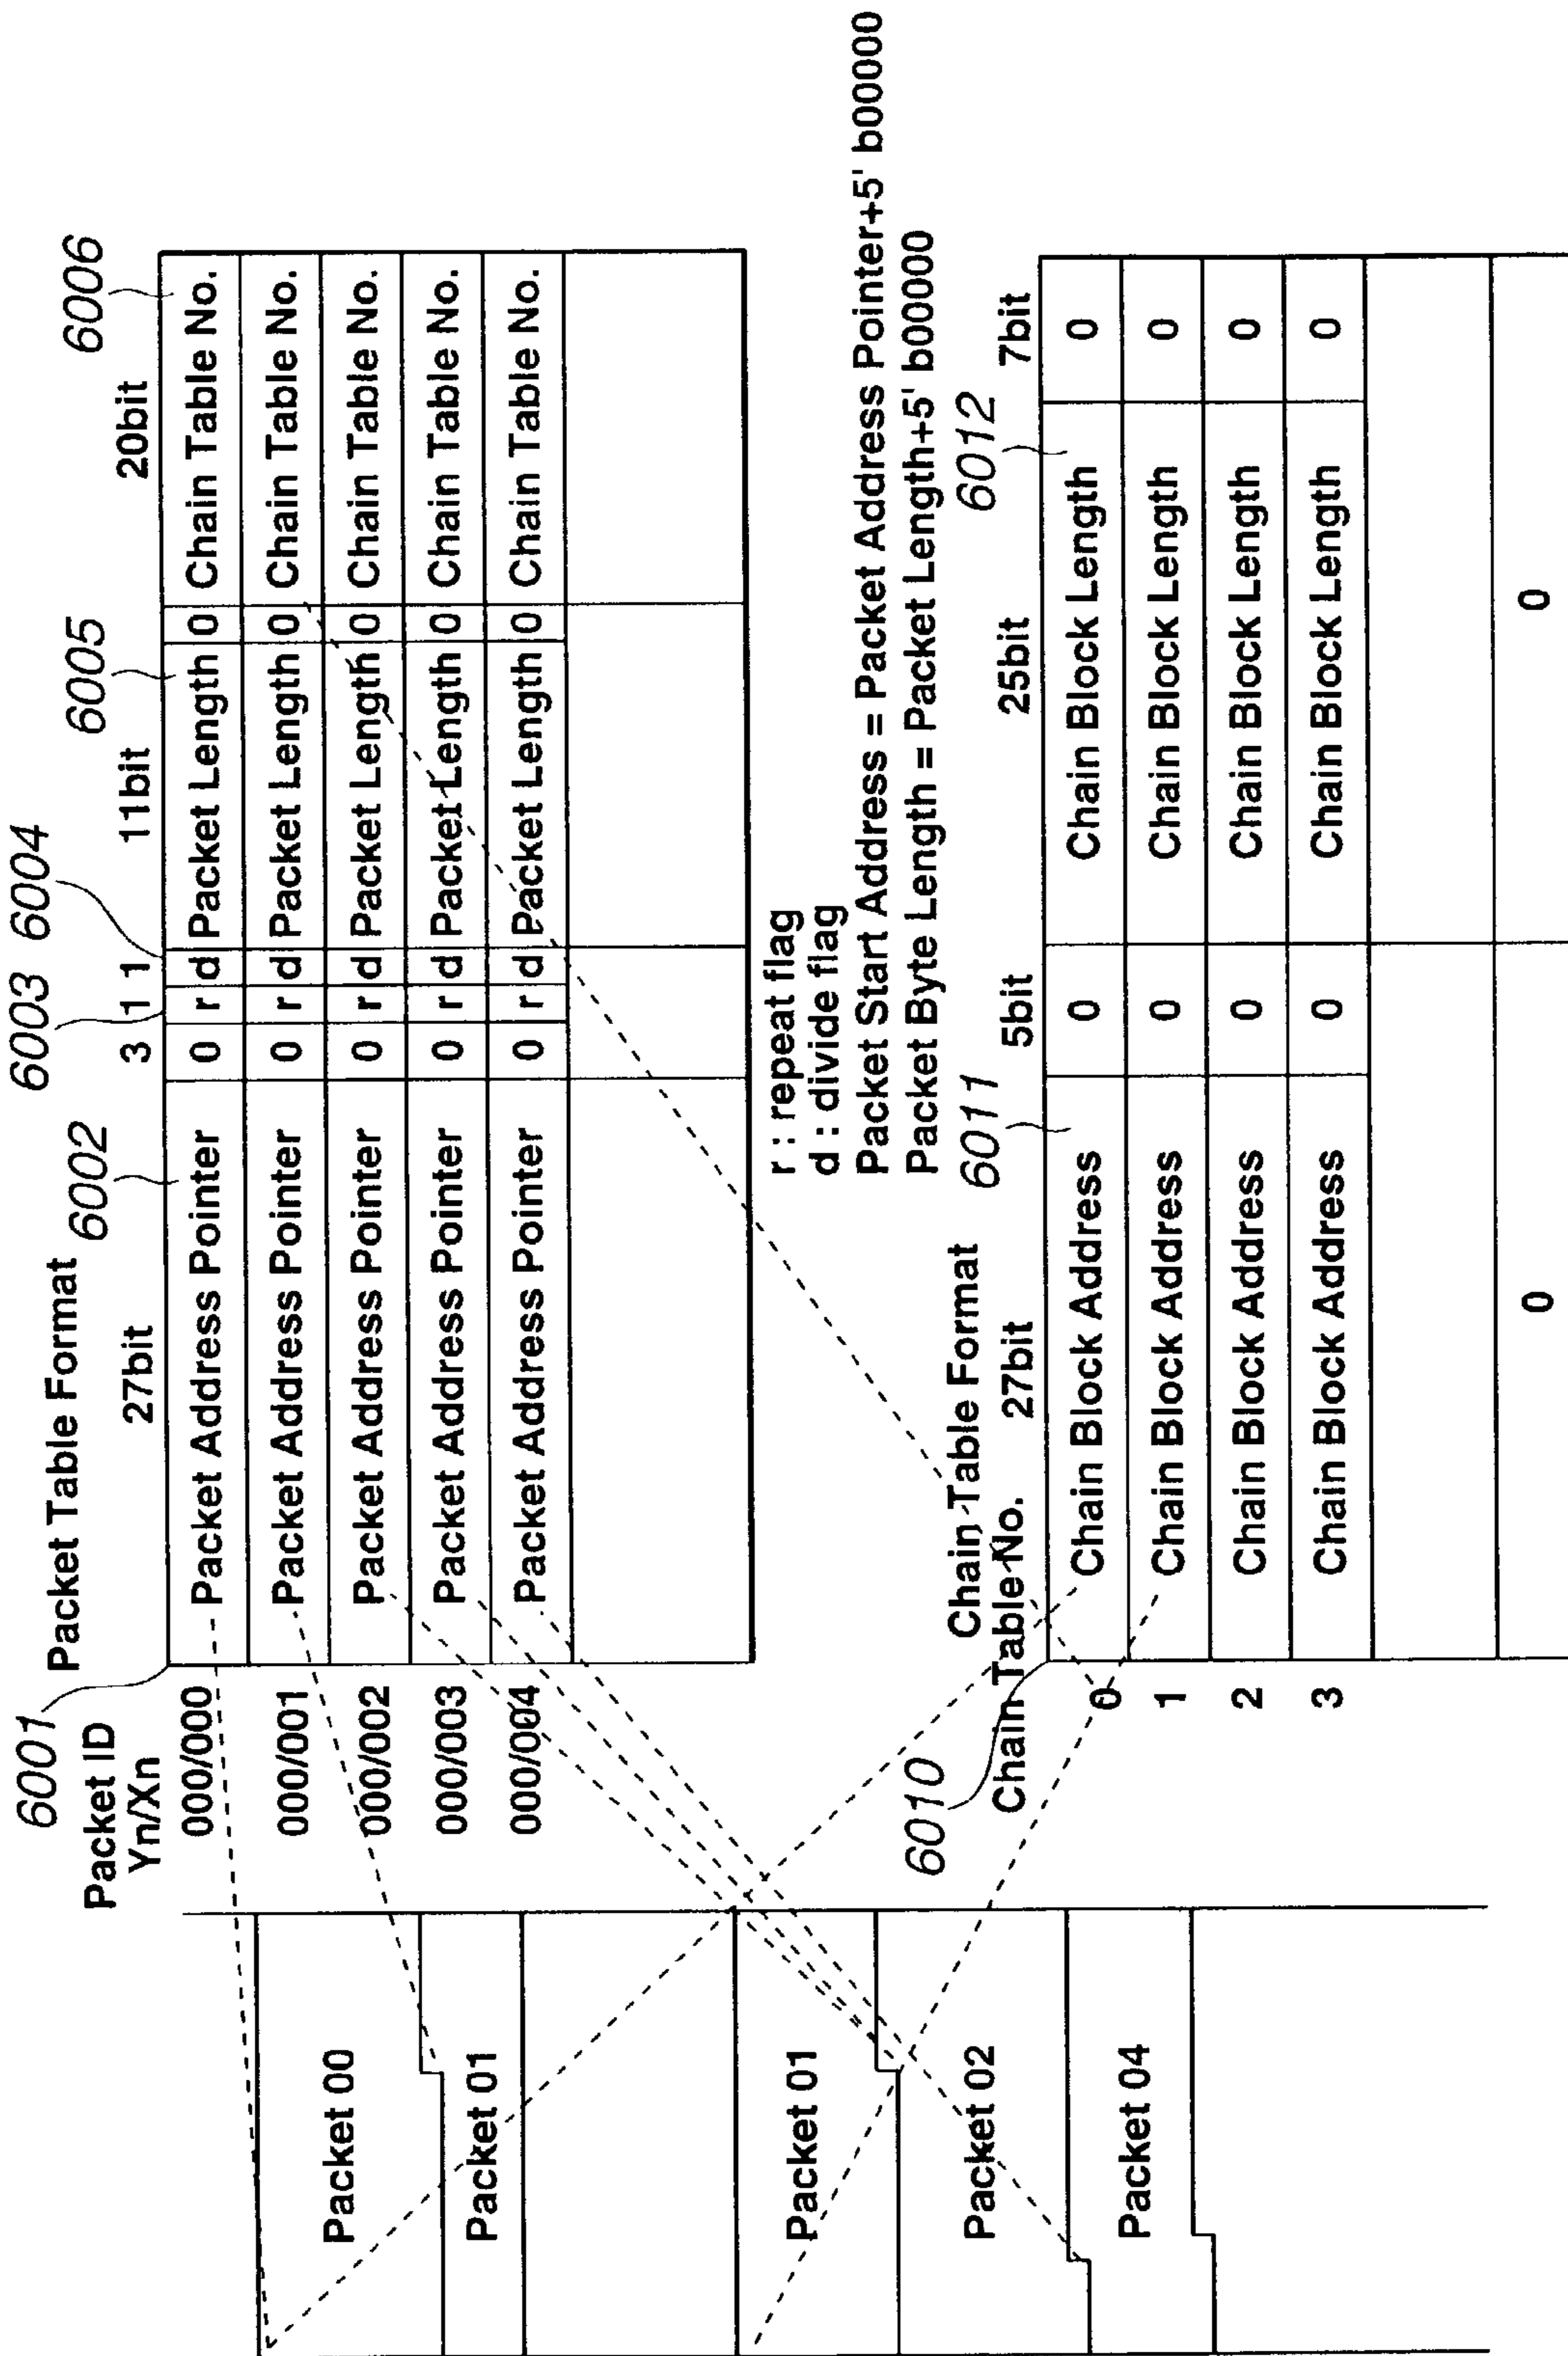 6001
Packet Table Format
6002
6003
6004
6005
6006
Packet ID
Yn/Xn
27bit 3 1 1 11bit 20bit
000/000 Packet Address Pointer 0 r d Packet Length 0 Chain Table No.
000/001 Packet Address Pointer 0 r d Packet Length 0 Chain Table No.
000/002 Packet Address Pointer 0 r d Packet Length 0 Chain Table No.
000/003 Packet Address Pointer 0 r d Packet Length 0 Chain Table No.
000/004 Packet Address Pointer 0 r d Packet Length 0 Chain Table No.
r : repeat flag
d : divide flag
Packet Start Address = Packet Address Pointer+5' b00000
Packet Byte Length = Packet Length+5' b00000
6010
Chain Table Format
6011
6012
Chain Table No. 27bit 5bit 25bit 7bit
0 Chain Block Address 0 Chain Block Length 0
1 Chain Block Address 0 Chain Block Length 0
2 Chain Block Address 0 Chain Block Length 0
3 Chain Block Address 0 Chain Block Length 0
0 0
Packet 00
Packet 01
Packet 01
Packet 02
Packet 04